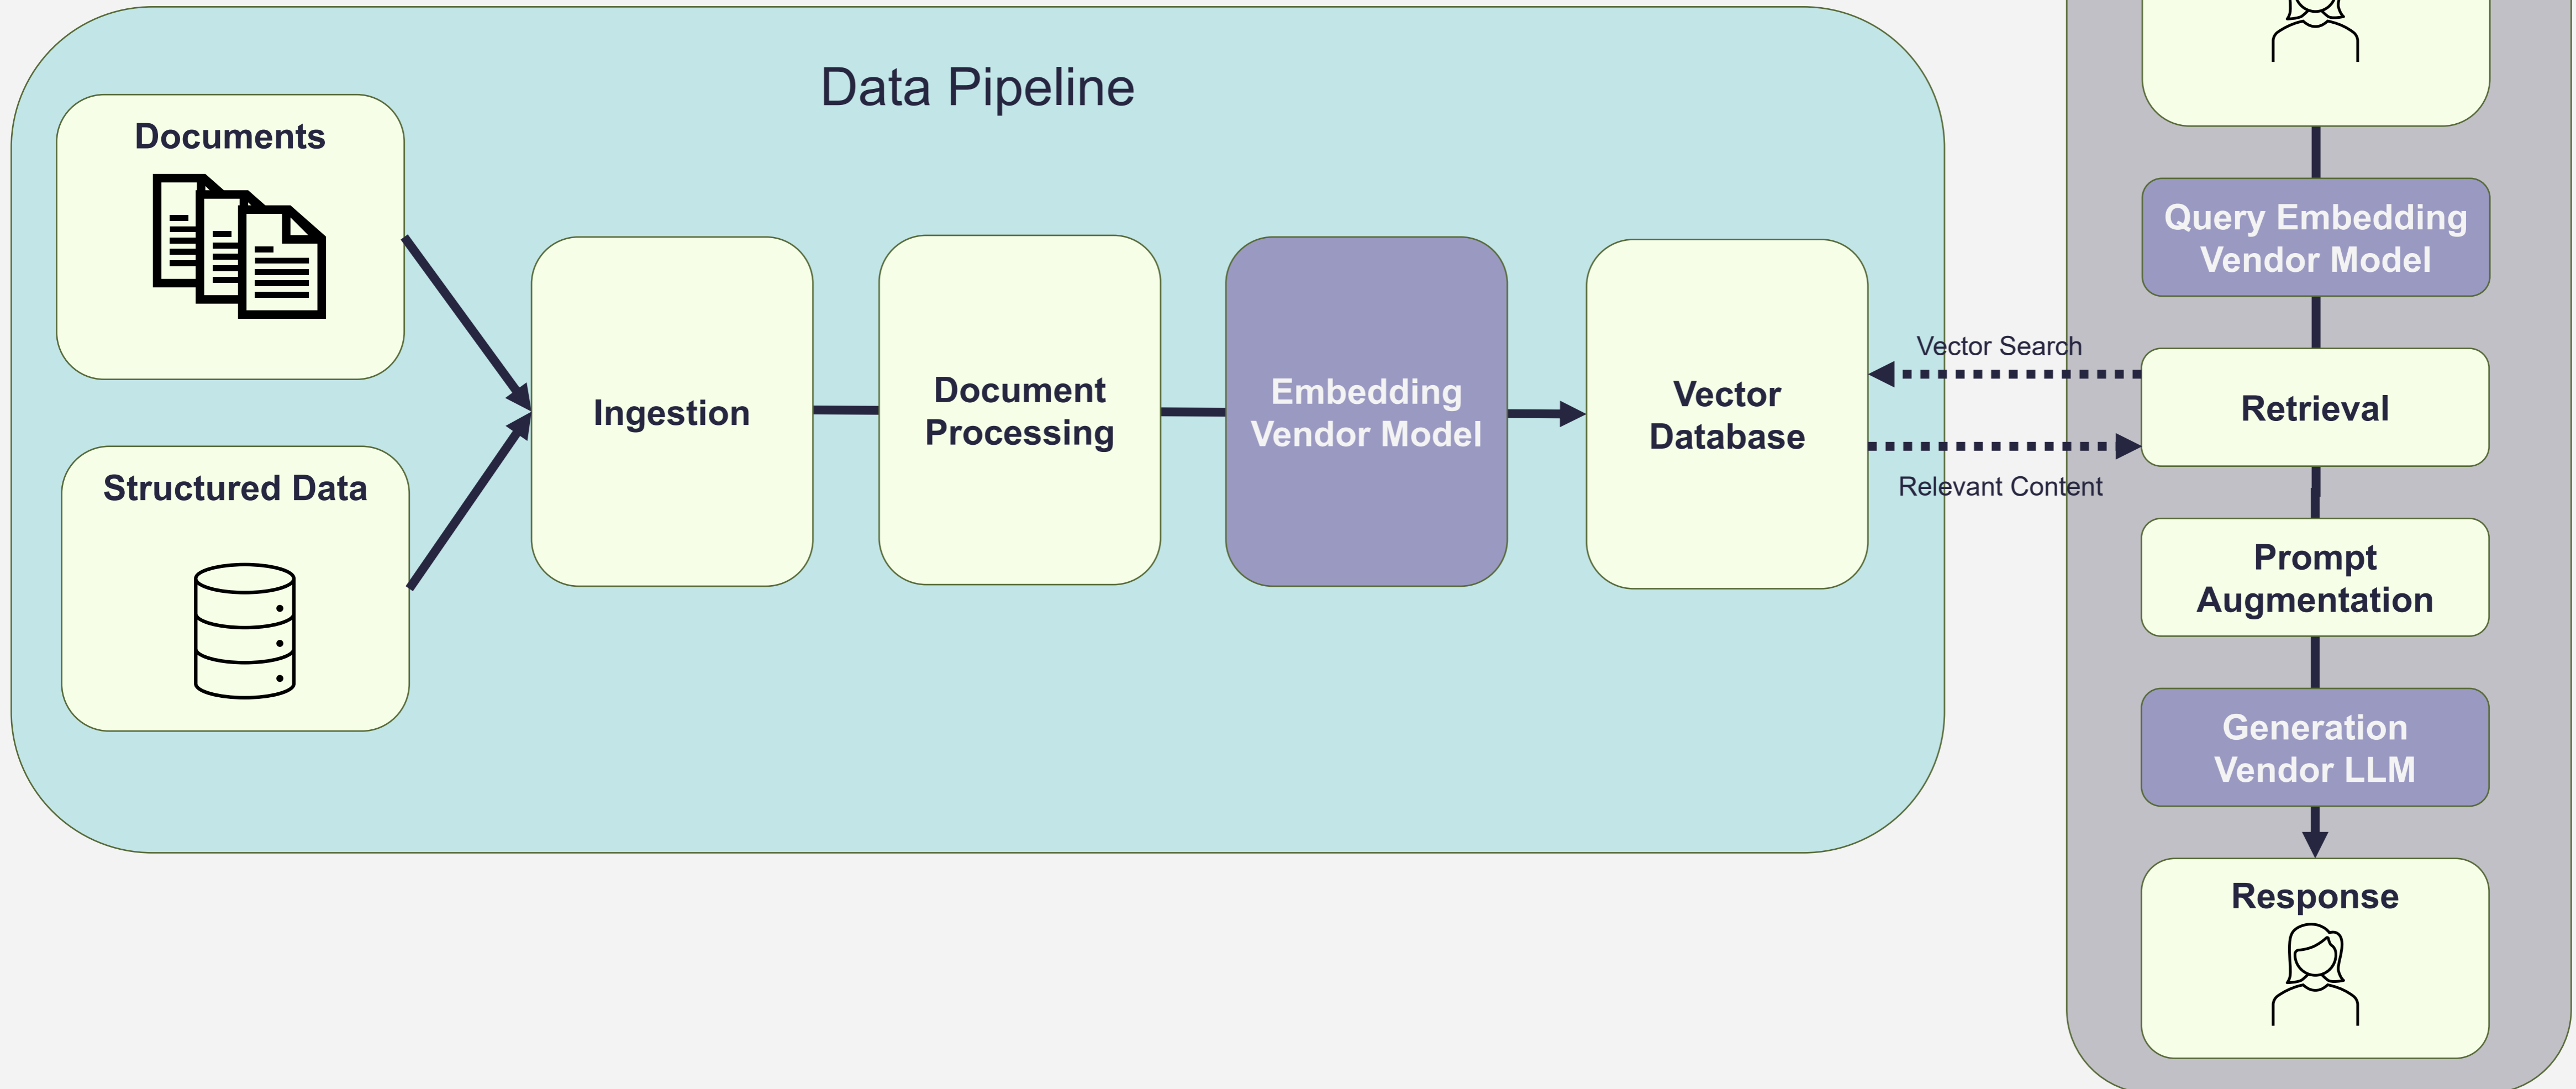 Data Pipeline
Documents
Structured Data
Ingestion
Document
Processing
Embedding
Vendor Model
Vector
Database
Vector Search
Relevant Content
Query Embedding
Vendor Model
Retrieval
Prompt
Augmentation
Generation
Vendor LLM
Response